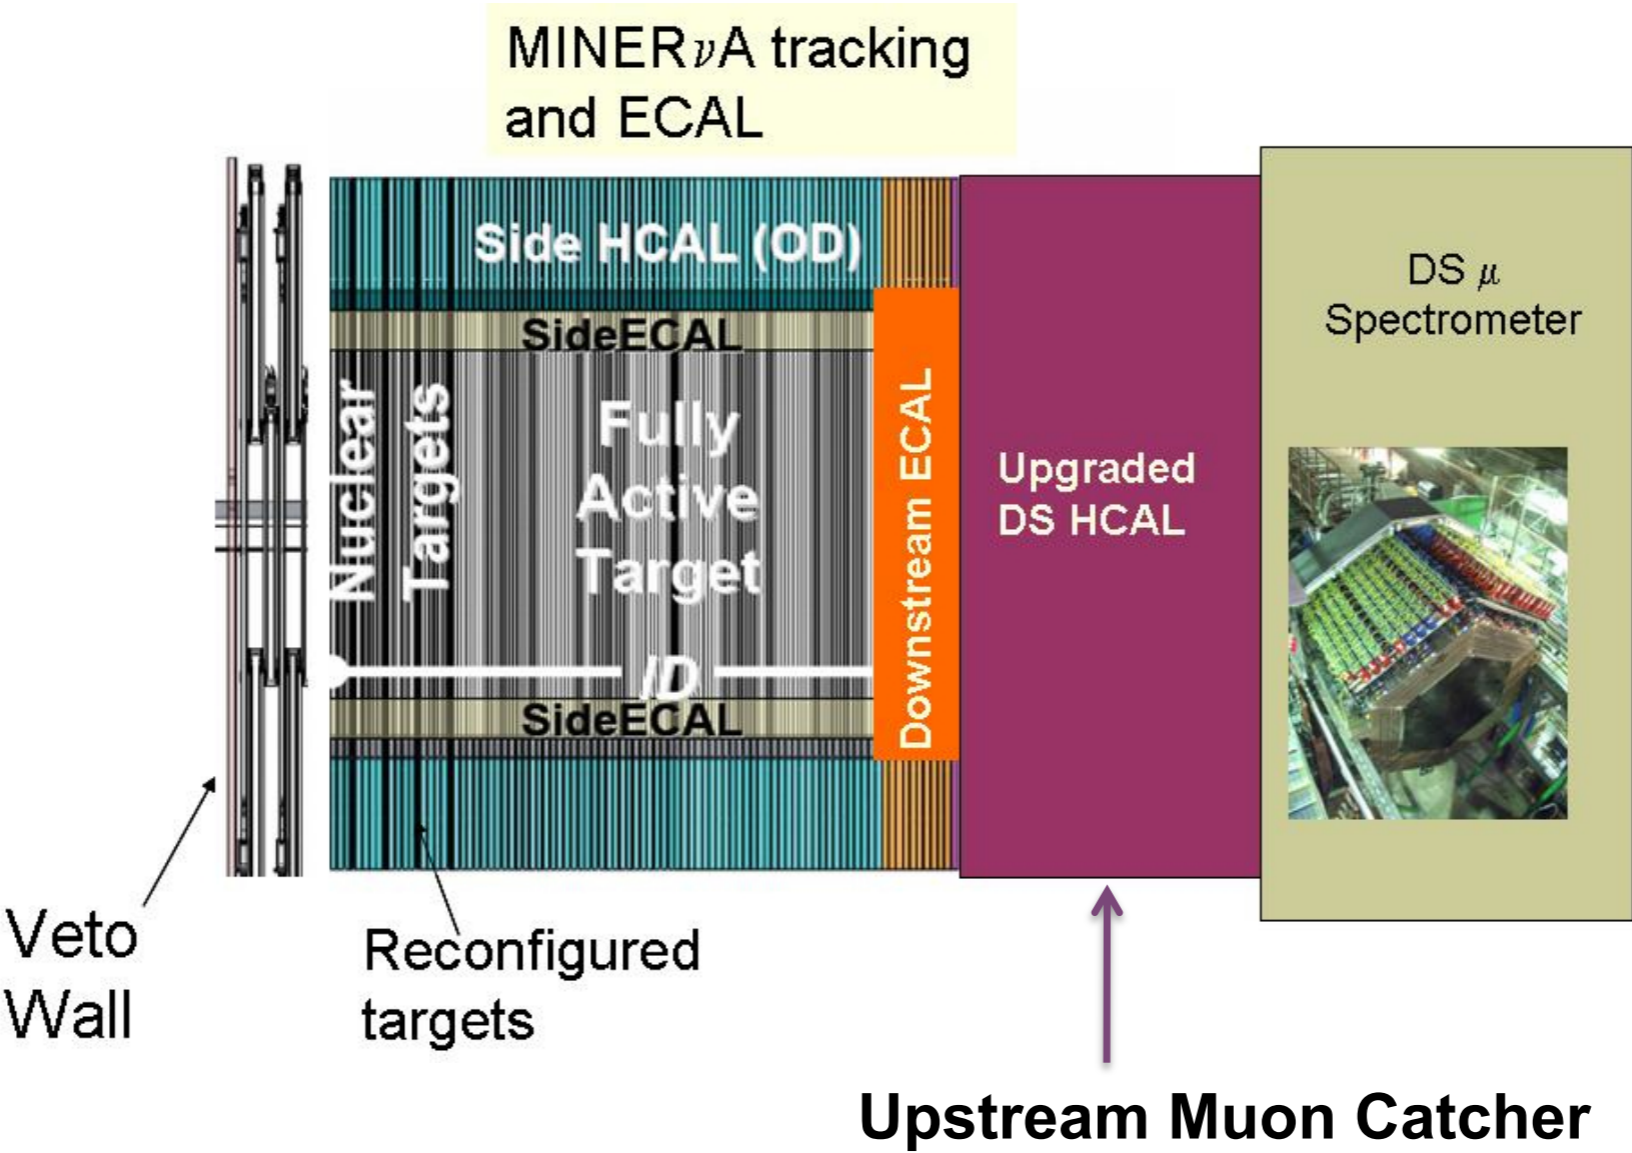 MINERνA tracking
and ECAL
Side HCAL (OD)
SideECAL
Nuclear
Targets
Fully
Active
Target
Downstream ECAL
Upgraded
DS HCAL
DS μ
Spectrometer
ID
SideECAL
Veto
Wall
Reconfigured
targets
Upstream Muon Catcher